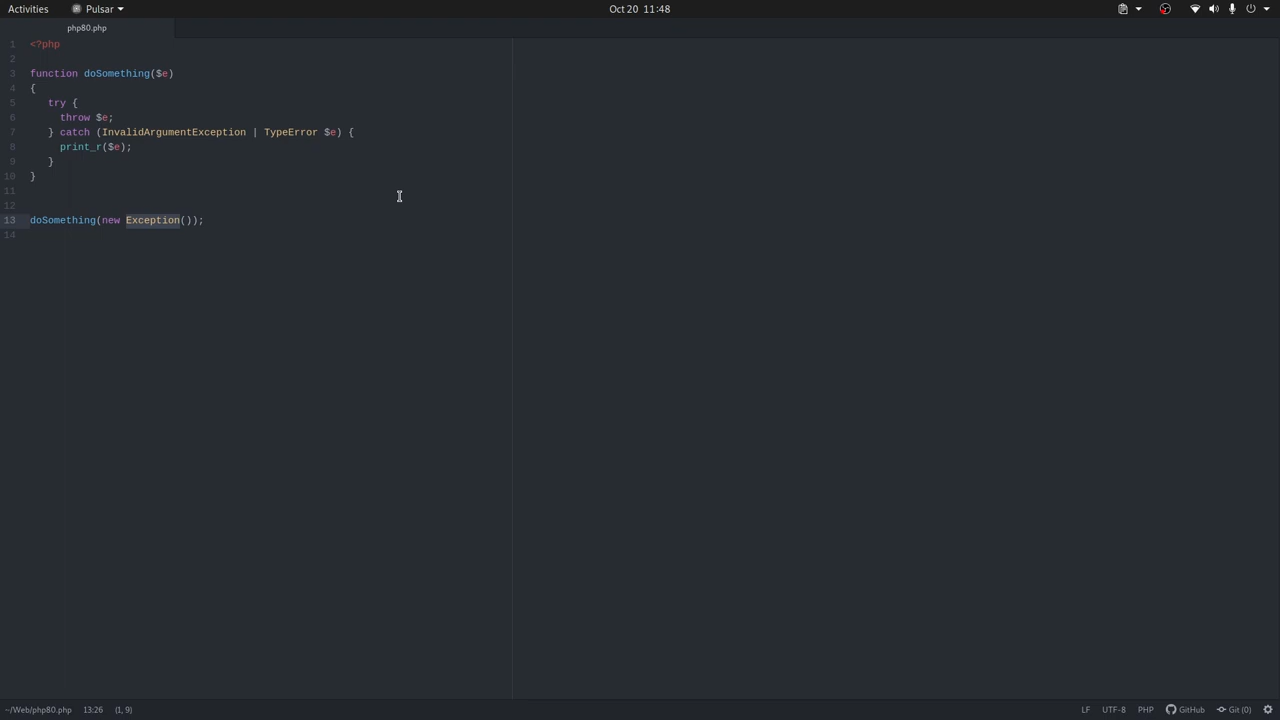 Activities Pulsar Oct 20 11:48
php80.php
1 <?php
2
3 function doSomething($e)
4 {
5 try {
6 throw $e;
7 } catch (InvalidArgumentException | TypeError $e) {
8 print_r($e);
9 }
10 }
11
12
13 doSomething(new Exception());
14
~/Web/php80.php 13:26 (1, 9) LF UTF-8 PHP GitHub Git (0)